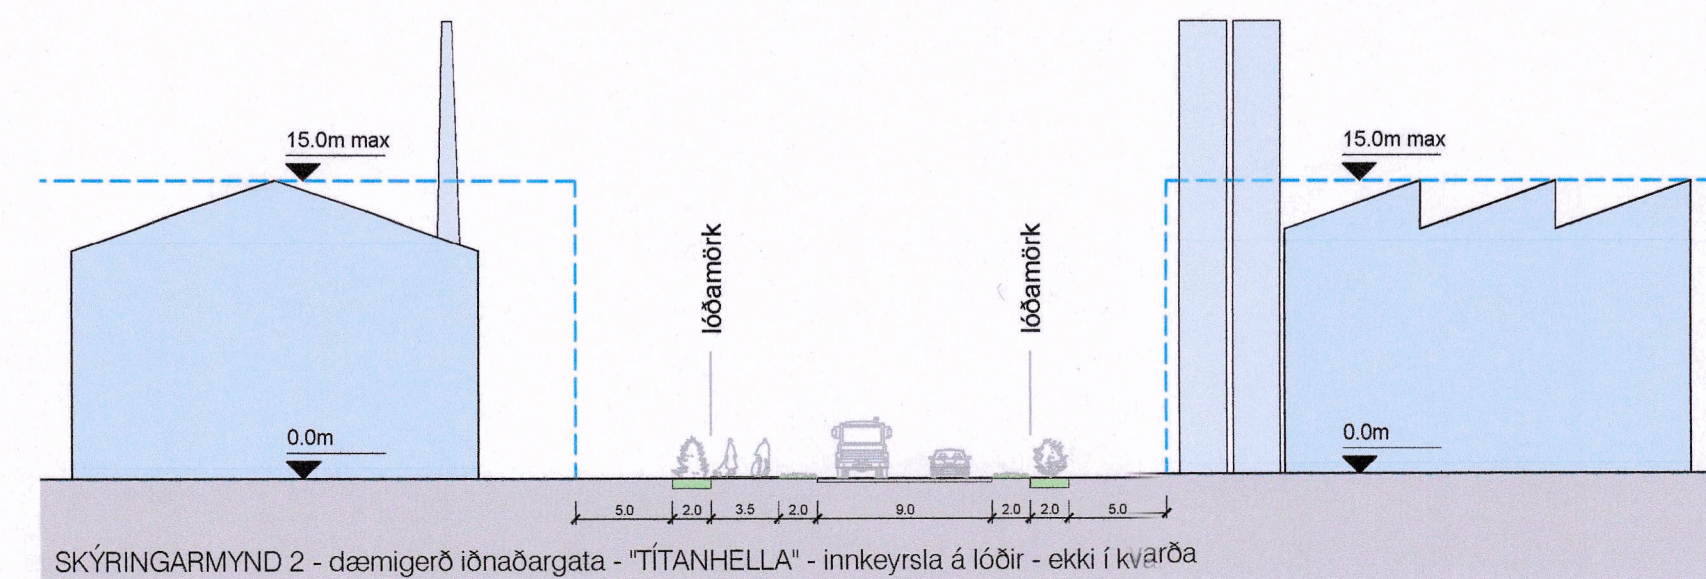 15.0m max
15.0m max
lóðamörk
lóðamörk
0.0m
0.0m
5.0 2.0 3.5 2.0 9.0 2.0 2.0 5.0
SKÝRINGARMYND 2 - dæmigerð iðnaðargata - "TÍTANHELLA" - innkeyrsla á lóðir - ekki í kvarða